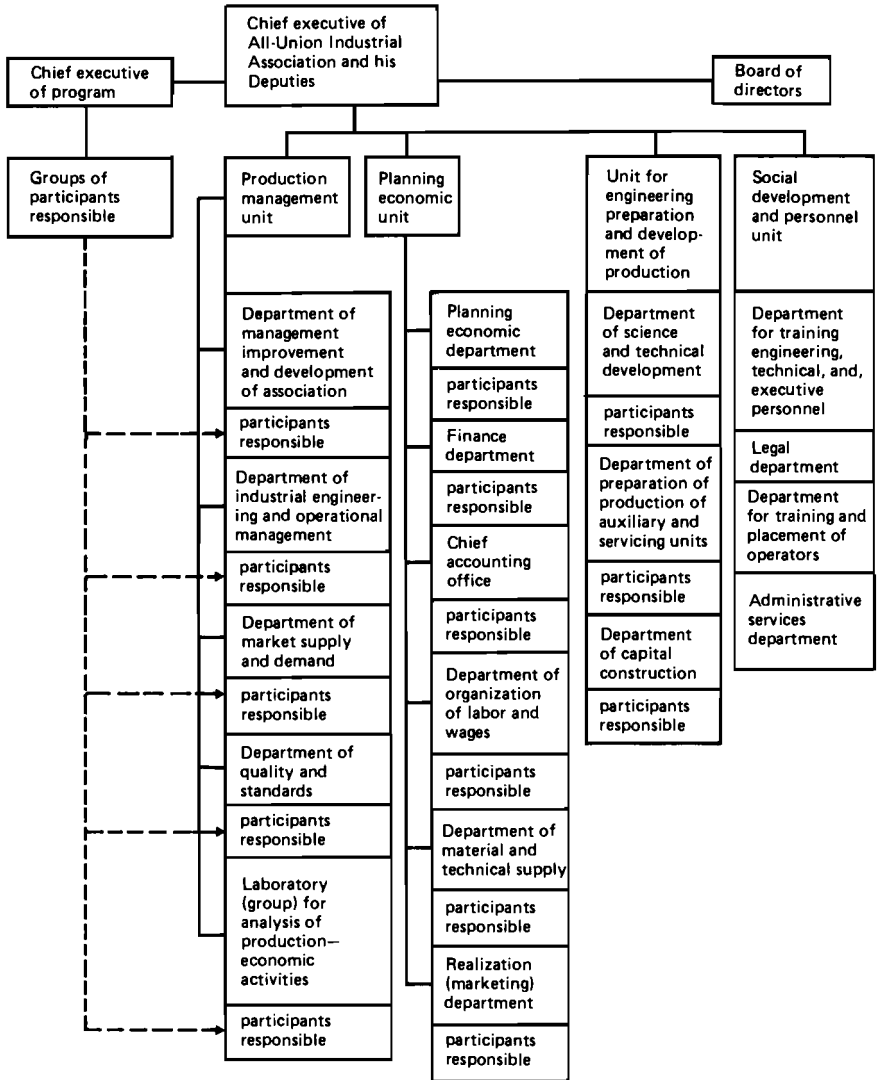 Chief executive of
All-Union Industrial
Association and his
Deputies
Chief executive
of program
Board of
directors
Groups of
participants
responsible
Production
management
unit
Planning
economic
unit
Unit for
engineering
preparation
and develop-
ment of
production
Social
development
and personnel
unit
Department of
management
improvement
and development
of association
participants
responsible
Department of
industrial engineer-
ing and operational
management
participants
responsible
Department of
market supply
and demand
participants
responsible
Department of
quality and
standards
participants
responsible
Laboratory
(group) for
analysis of
production—
economic
activities
participants
responsible
Planning
economic
department
participants
responsible
Finance
department
participants
responsible
Chief
accounting
office
participants
responsible
Department of
organization
of labor and
wages
participants
responsible
Department of
material and
technical supply
participants
responsible
Realization
(marketing)
department
participants
responsible
Department
of science
and technical
development
participants
responsible
Department of
preparation of
production of
auxiliary and
servicing units
participants
responsible
Department
of capital
construction
participants
responsible
Department
for training
engineering,
technical, and,
executive
personnel
Legal
department
Department
for training and
placement of
operators
Administrative
services
department